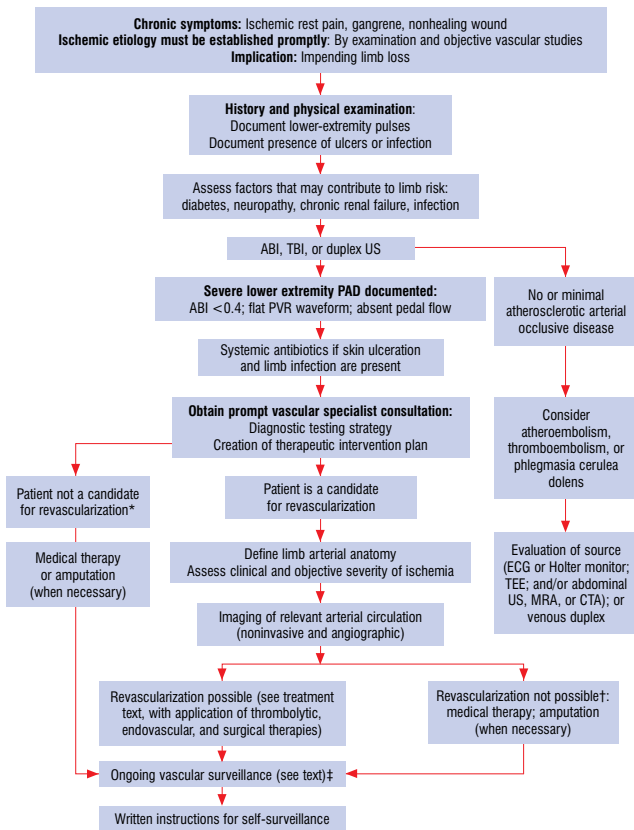 Chronic symptoms: Ischemic rest pain, gangrene, nonhealing wound
Ischemic etiology must be established promptly: By examination and objective vascular studies
Implication: Impending limb loss
History and physical examination:
Document lower-extremity pulses
Document presence of ulcers or infection
Assess factors that may contribute to limb risk:
diabetes, neuropathy, chronic renal failure, infection
ABI, TBI, or duplex US
Severe lower extremity PAD documented:
ABI <0.4; flat PVR waveform; absent pedal flow
No or minimal
atherosclerotic arterial
occlusive disease
Systemic antibiotics if skin ulceration
and limb infection are present
Obtain prompt vascular specialist consultation:
Diagnostic testing strategy
Creation of therapeutic intervention plan
Consider
atheroembolism,
thromboembolism, or
phlegmasia cerulea
dolens
Patient not a candidate
for revascularization*
Patient is a candidate
for revascularization
Medical therapy
or amputation
(when necessary)
Define limb arterial anatomy
Assess clinical and objective severity of ischemia
Evaluation of source
(ECG or Holter monitor;
TEE; and/or abdominal
US, MRA, or CTA); or
venous duplex
Imaging of relevant arterial circulation
(noninvasive and angiographic)
Revascularization possible (see treatment
text, with application of thrombolytic,
endovascular, and surgical therapies)
Revascularization not possible†:
medical therapy; amputation
(when necessary)
Ongoing vascular surveillance (see text)‡
Written instructions for self-surveillance